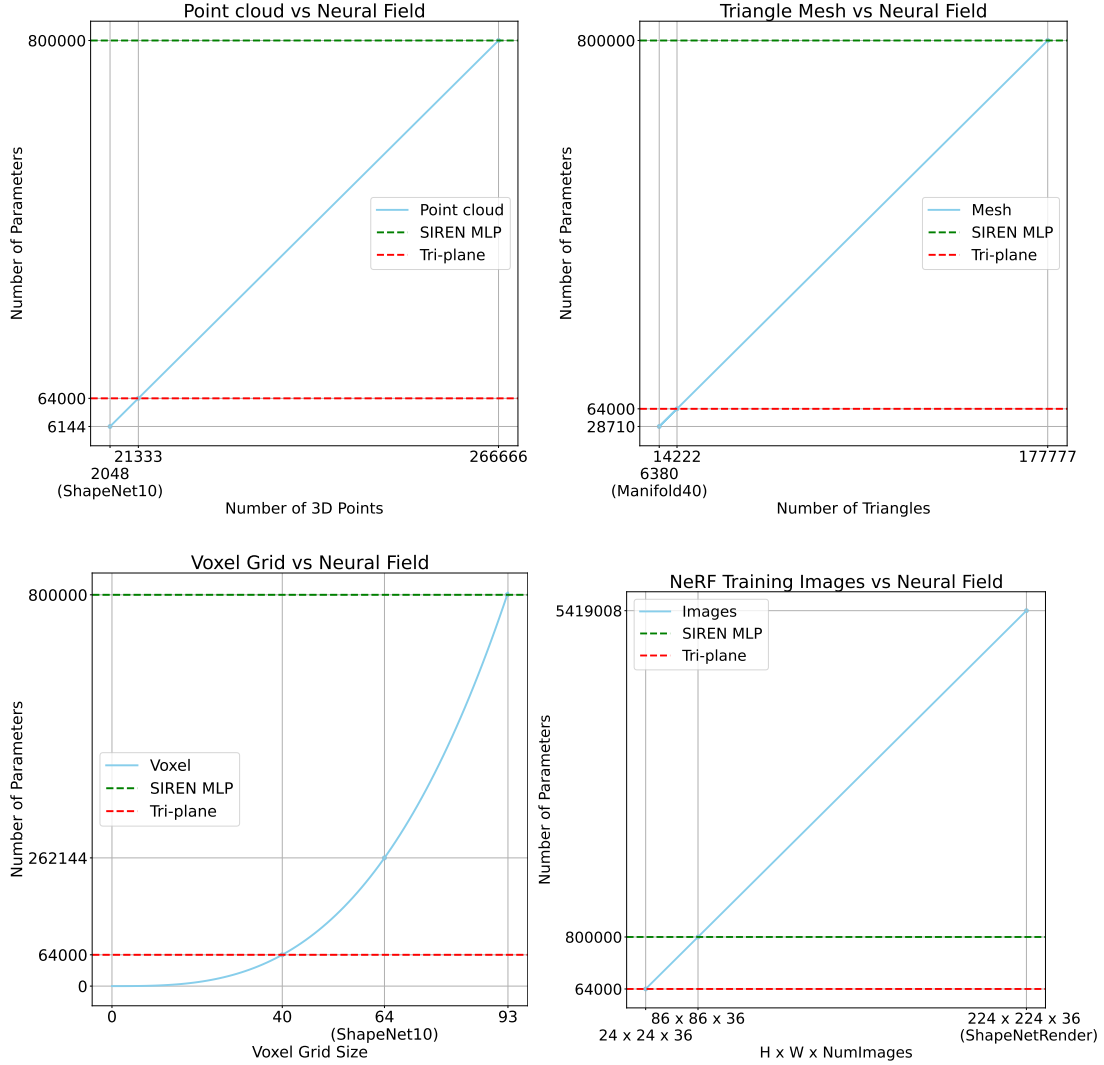 Point cloud vs Neural Field
800000
64000
6144
Number of Parameters
Point cloud
SIREN MLP
Tri-plane
21333
266666
2048
(ShapeNet10)
Number of 3D Points
Triangle Mesh vs Neural Field
800000
64000
28710
Number of Parameters
Mesh
SIREN MLP
Tri-plane
14222
177777
6380
(Manifold40)
Number of Triangles
Voxel Grid vs Neural Field
800000
262144
64000
0
Number of Parameters
Voxel
SIREN MLP
Tri-plane
0
40
64
93
(ShapeNet10)
Voxel Grid Size
NeRF Training Images vs Neural Field
5419008
800000
64000
Number of Parameters
Images
SIREN MLP
Tri-plane
86 x 86 x 36
224 x 224 x 36
24 x 24 x 36
(ShapeNetRender)
H x W x NumImages